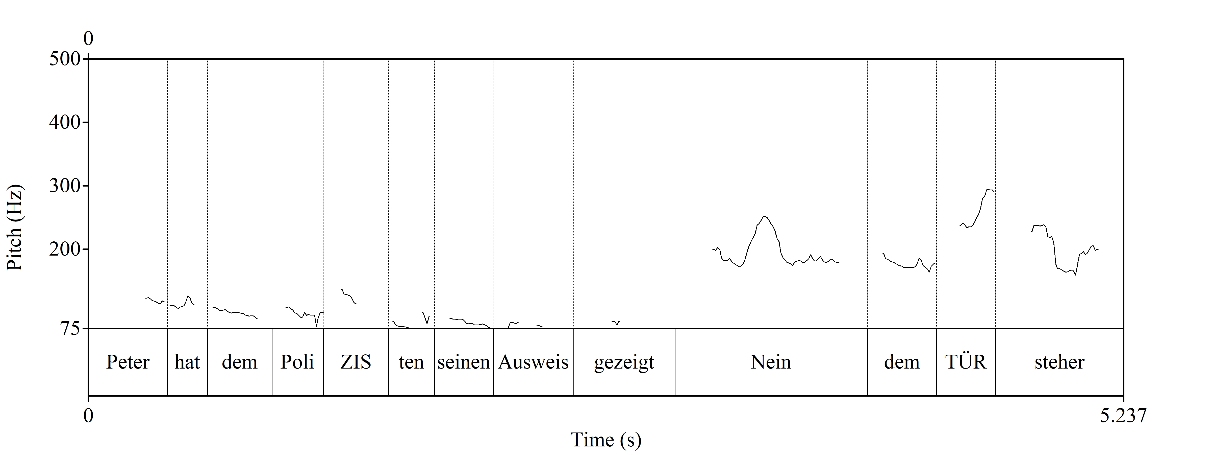 0
500
400
300
200
75
Pitch (Hz)
Peter hat dem Poli ZIS ten seinen Ausweis gezeigt Nein dem TÜR steher
0 5.237
Time (s)